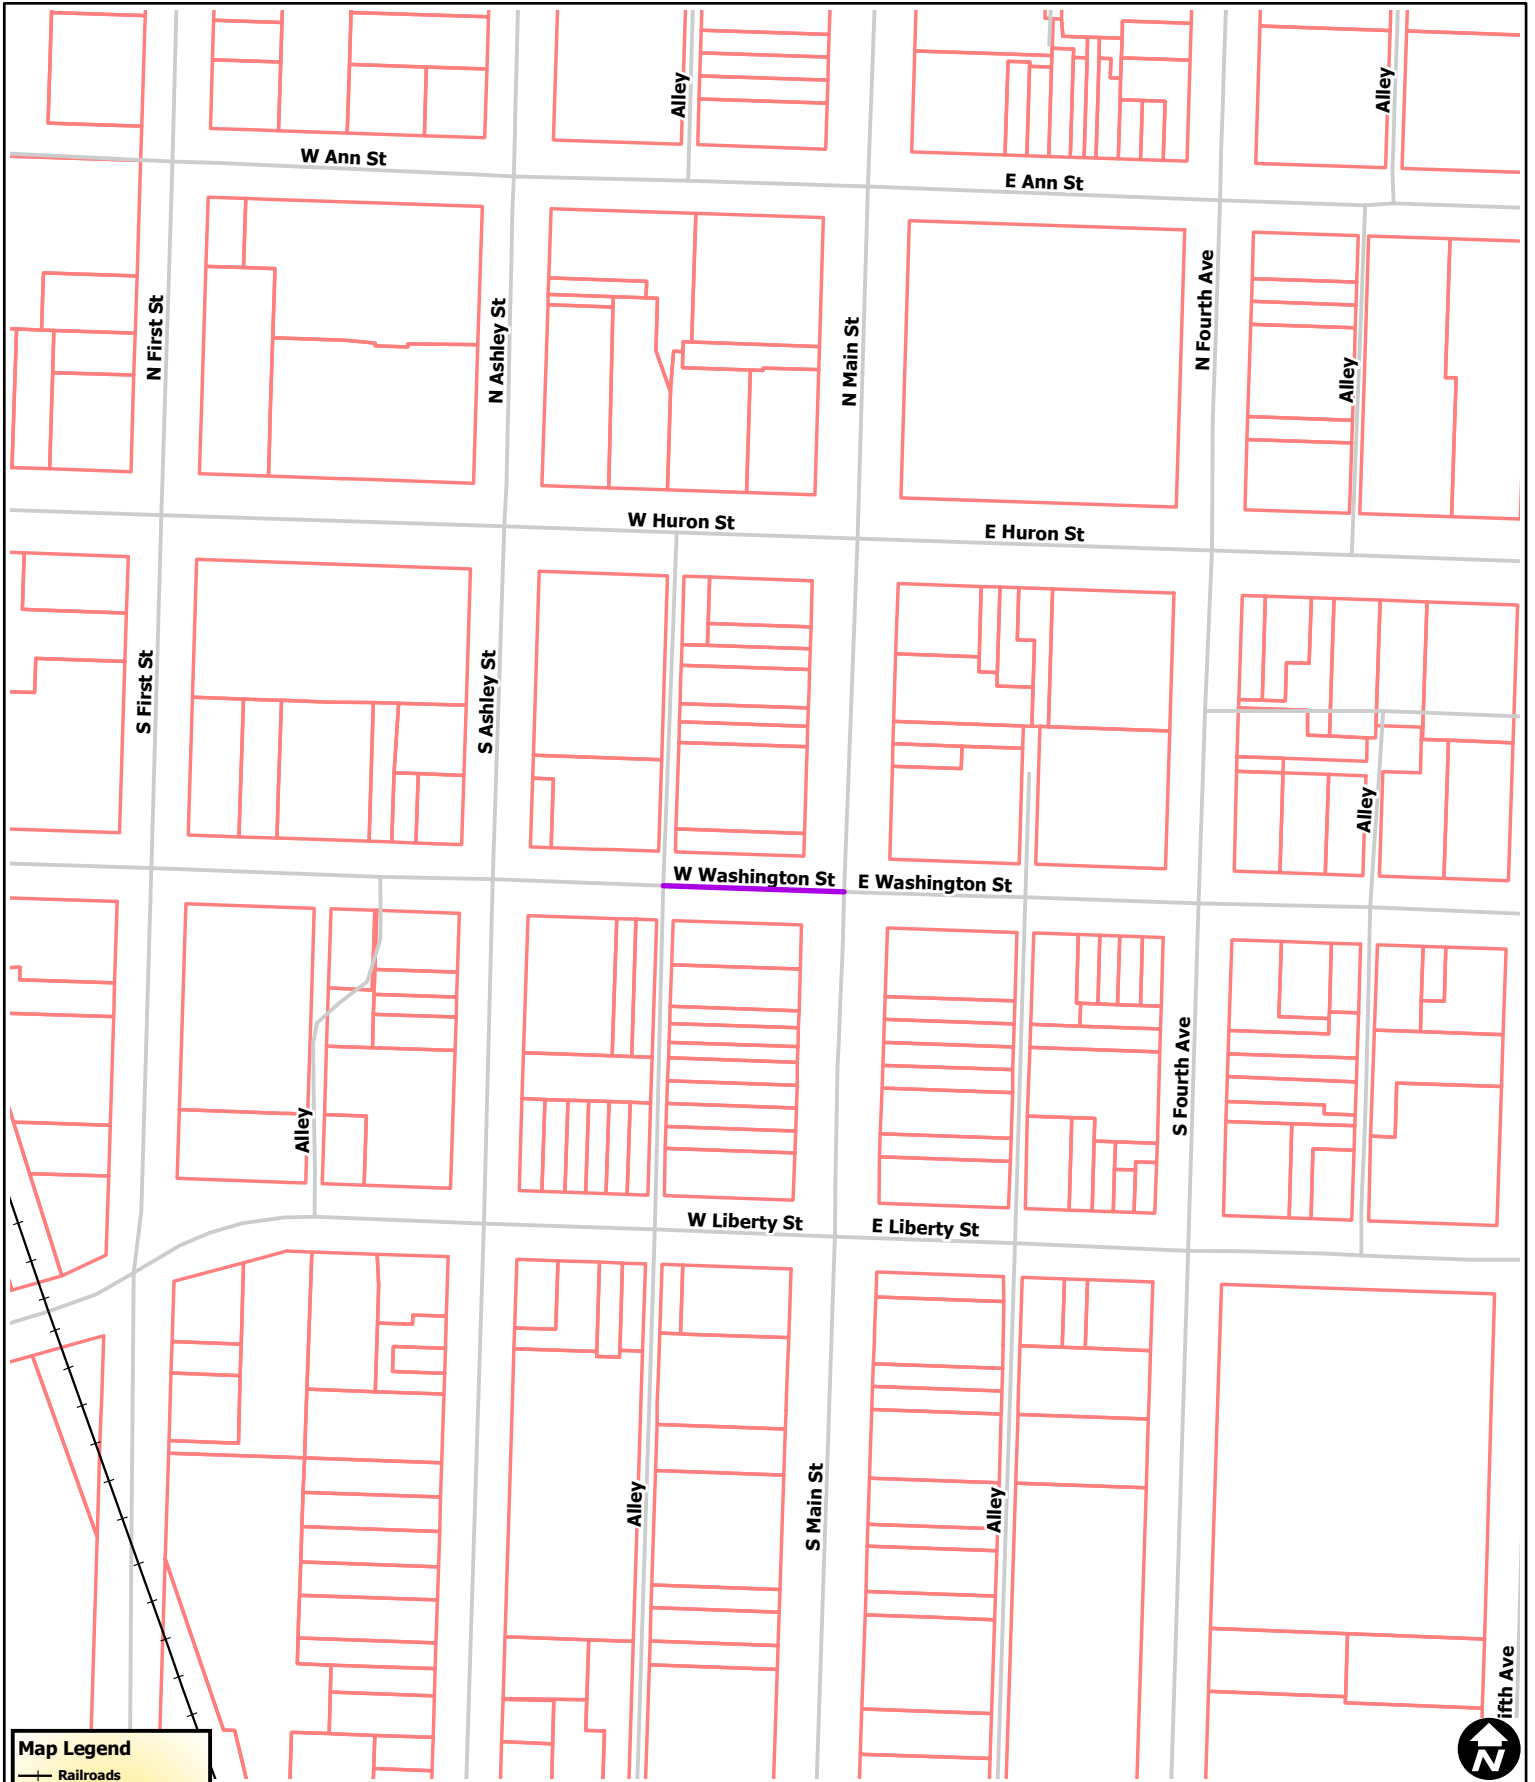 Alley
Alley
W Ann St
E Ann St
N First St
N Ashley St
N Main St
N Fourth Ave
Alley
W Huron St
E Huron St
S First St
S Ashley St
Alley
W Washington St
E Washington St
Alley
S Fourth Ave
W Liberty St
E Liberty St
Alley
S Main St
Alley
ifth Ave
Map Legend
Railroads
N